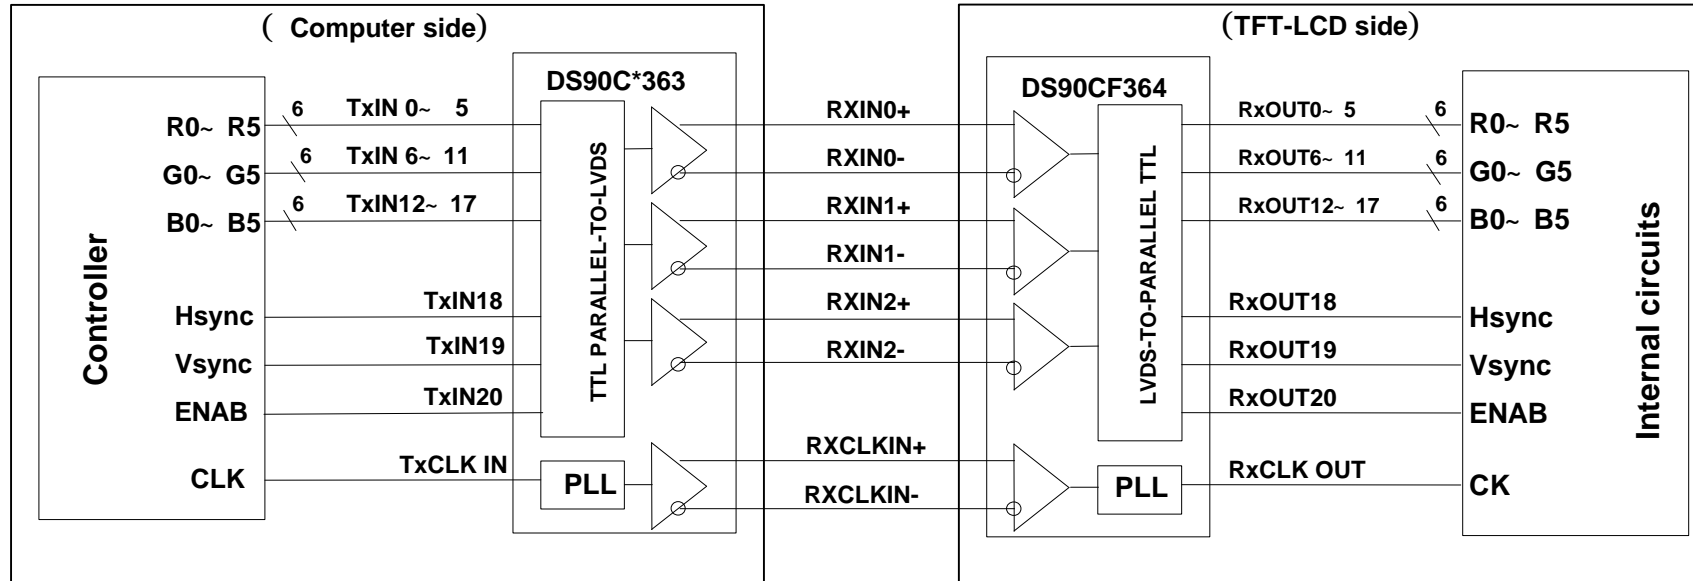 ( Computer side)
(TFT-LCD side)
DS90C*363
DS90CF364
Controller
R0~ R5
G0~ G5
B0~ B5
Hsync
Vsync
ENAB
CLK
6
6
6
TxIN 0~ 5
TxIN 6~ 11
TxIN12~ 17
TxIN18
TxIN19
TxIN20
TxCLK IN
TTL PARALLEL-TO-LVDS
PLL
RXIN0+
RXIN0-
RXIN1+
RXIN1-
RXIN2+
RXIN2-
RXCLKIN+
RXCLKIN-
LVDS-TO-PARALLEL TTL
PLL
RxOUT0~ 5
RxOUT6~ 11
RxOUT12~ 17
RxOUT18
RxOUT19
RxOUT20
RxCLK OUT
6
6
6
R0~ R5
G0~ G5
B0~ B5
Hsync
Vsync
ENAB
CK
Internal circuits